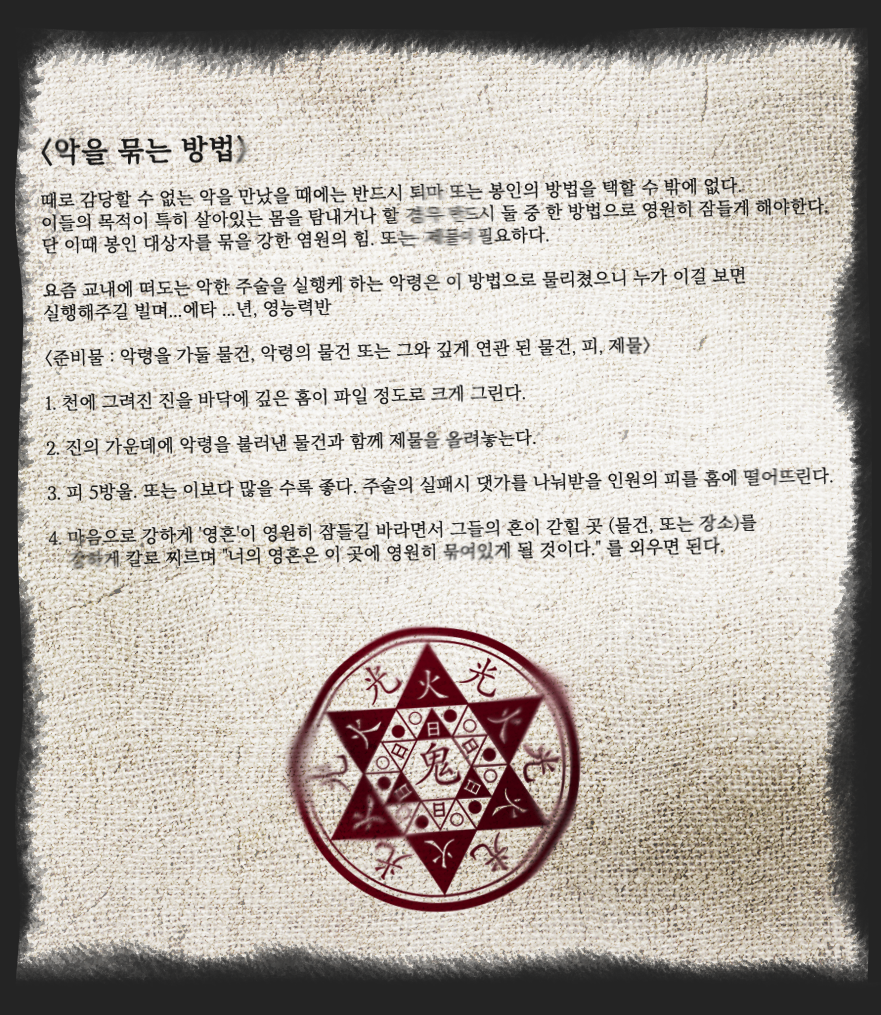 <악을 묶는 방법>
때로 감당할 수 없는 악을 만났을 때에는 반드시 퇴마 또는 봉인의 방법을 택할 수 밖에 없다.
이들의 목적이 특히 살아있는 몸을 탐내거나 할 경우 반드시 둘 중 한 방법으로 영원히 잠들게 해야한다.
단 이때 봉인 대상자를 묶을 강한 염원의 힘. 또는 제물이 필요하다.
요즘 교내에 떠도는 악한 주술을 실행케 하는 악령은 이 방법으로 물리쳤으니 누가 이걸 보면
실행해주길 빌며...에타 ...년, 영능력반
<준비물 : 악령을 가둘 물건, 악령의 물건 또는 그와 깊게 연관 된 물건, 피, 제물>
1. 천에 그려진 진을 바닥에 깊은 홈이 파일 정도로 크게 그린다.
2. 진의 가운데에 악령을 불러낸 물건과 함께 제물을 올려놓는다.
3. 피 5방울. 또는 이보다 많을 수록 좋다. 주술의 실패시 댓가를 나눠받을 인원의 피를 홈에 떨어뜨린다.
4. 마음으로 강하게 '영혼'이 영원히 잠들길 바라면서 그들의 혼이 갇힐 곳 (물건, 또는 장소)를
강하게 칼로 찌르며 "너의 영혼은 이 곳에 영원히 묶여있게 될 것이다." 를 외우면 된다.
光 火 光
火 日 火
日 日
光 鬼 光
日 日
火 日 火
光 火 光